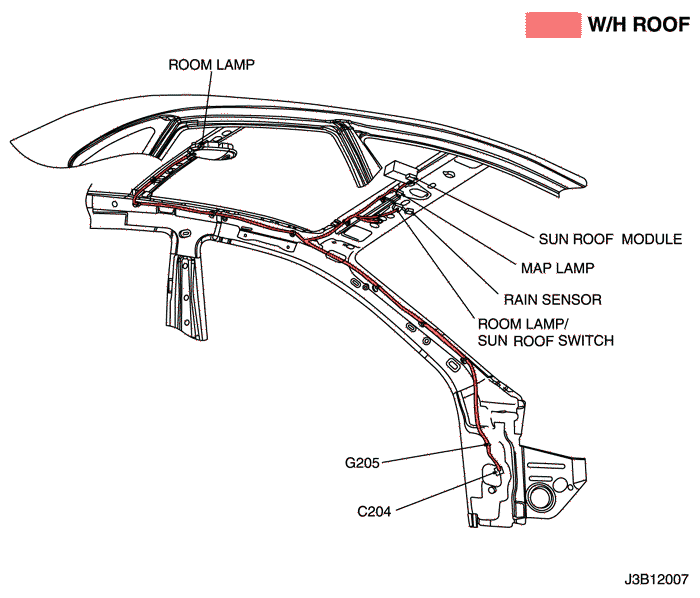 W/H ROOF
ROOM LAMP
SUN ROOF MODULE
MAP LAMP
RAIN SENSOR
ROOM LAMP/
SUN ROOF SWITCH
G205
C204
J3B12007